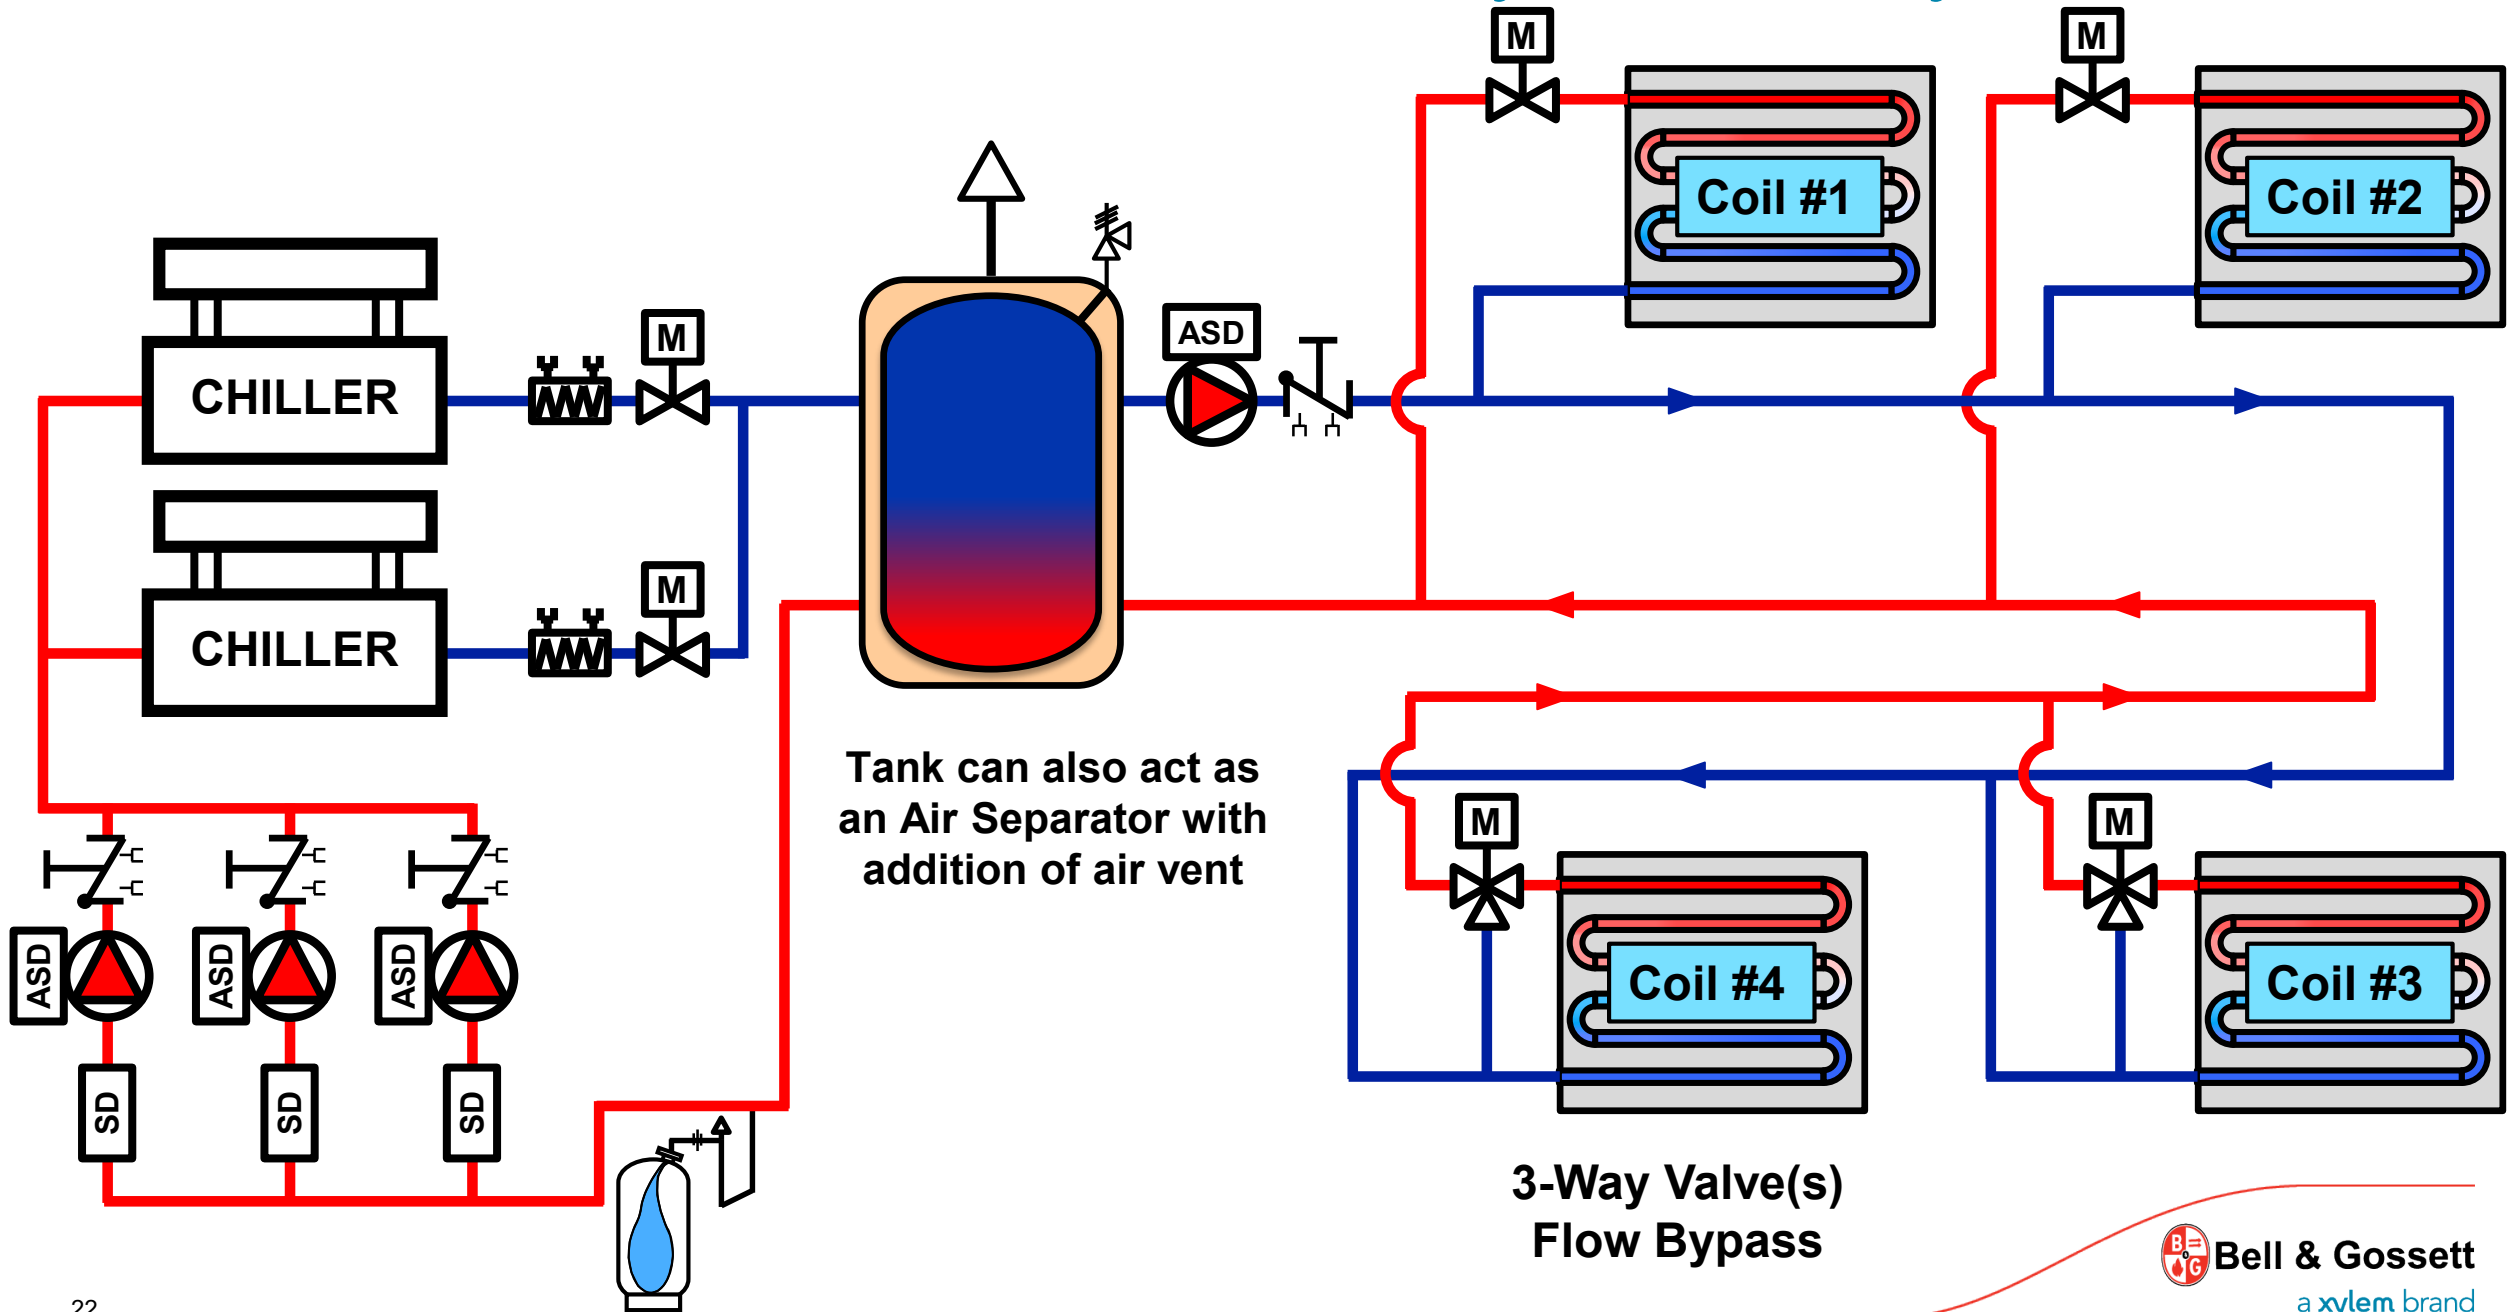 M
M
Coil #1
Coil #2
ASD
M
CHILLER
M
CHILLER
Tank can also act as
an Air Separator with
addition of air vent
M
M
ASD
ASD
ASD
Coil #4
Coil #3
SD
SD
SD
3-Way Valve(s)
Flow Bypass
B
G
Bell & Gossett
a xylem brand
22